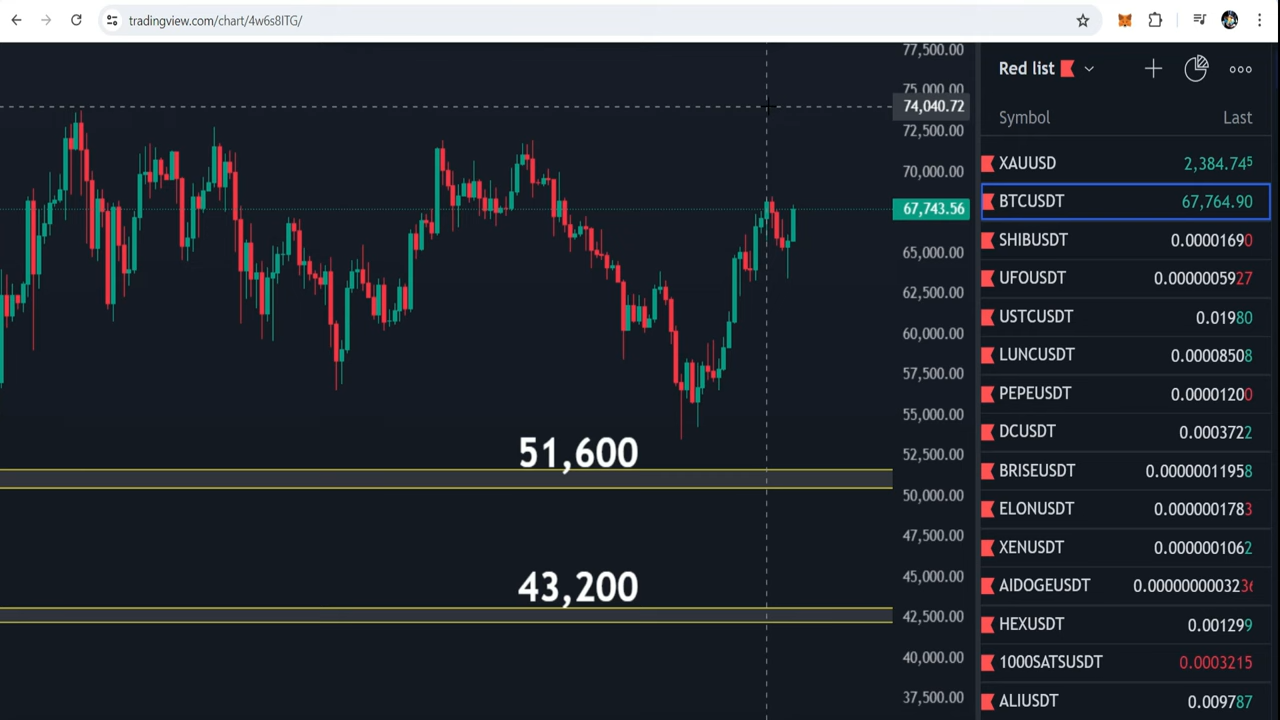 tradingview.com/chart/4w6s8ITG/
77,500.00
75,000.00
74,040.72
72,500.00
70,000.00
67,743.56
65,000.00
62,500.00
60,000.00
57,500.00
55,000.00
52,500.00
50,000.00
47,500.00
45,000.00
42,500.00
40,000.00
37,500.00
51,600
43,200
Red list
Symbol Last
XAUUSD 2,384.745
BTCUSDT 67,764.90
SHIBUSDT 0.00001690
UFOUSDT 0.00000005927
USTCUSDT 0.01980
LUNCUSDT 0.00008508
PEPEUSDT 0.00001200
DCUSDT 0.0003722
BRISEUSDT 0.00000011958
ELONUSDT 0.0000001783
XENUSDT 0.0000001062
AIDOGEUSDT 0.0000000003236
HEXUSDT 0.001299
1000SATSUSDT 0.0003215
ALIUSDT 0.009787